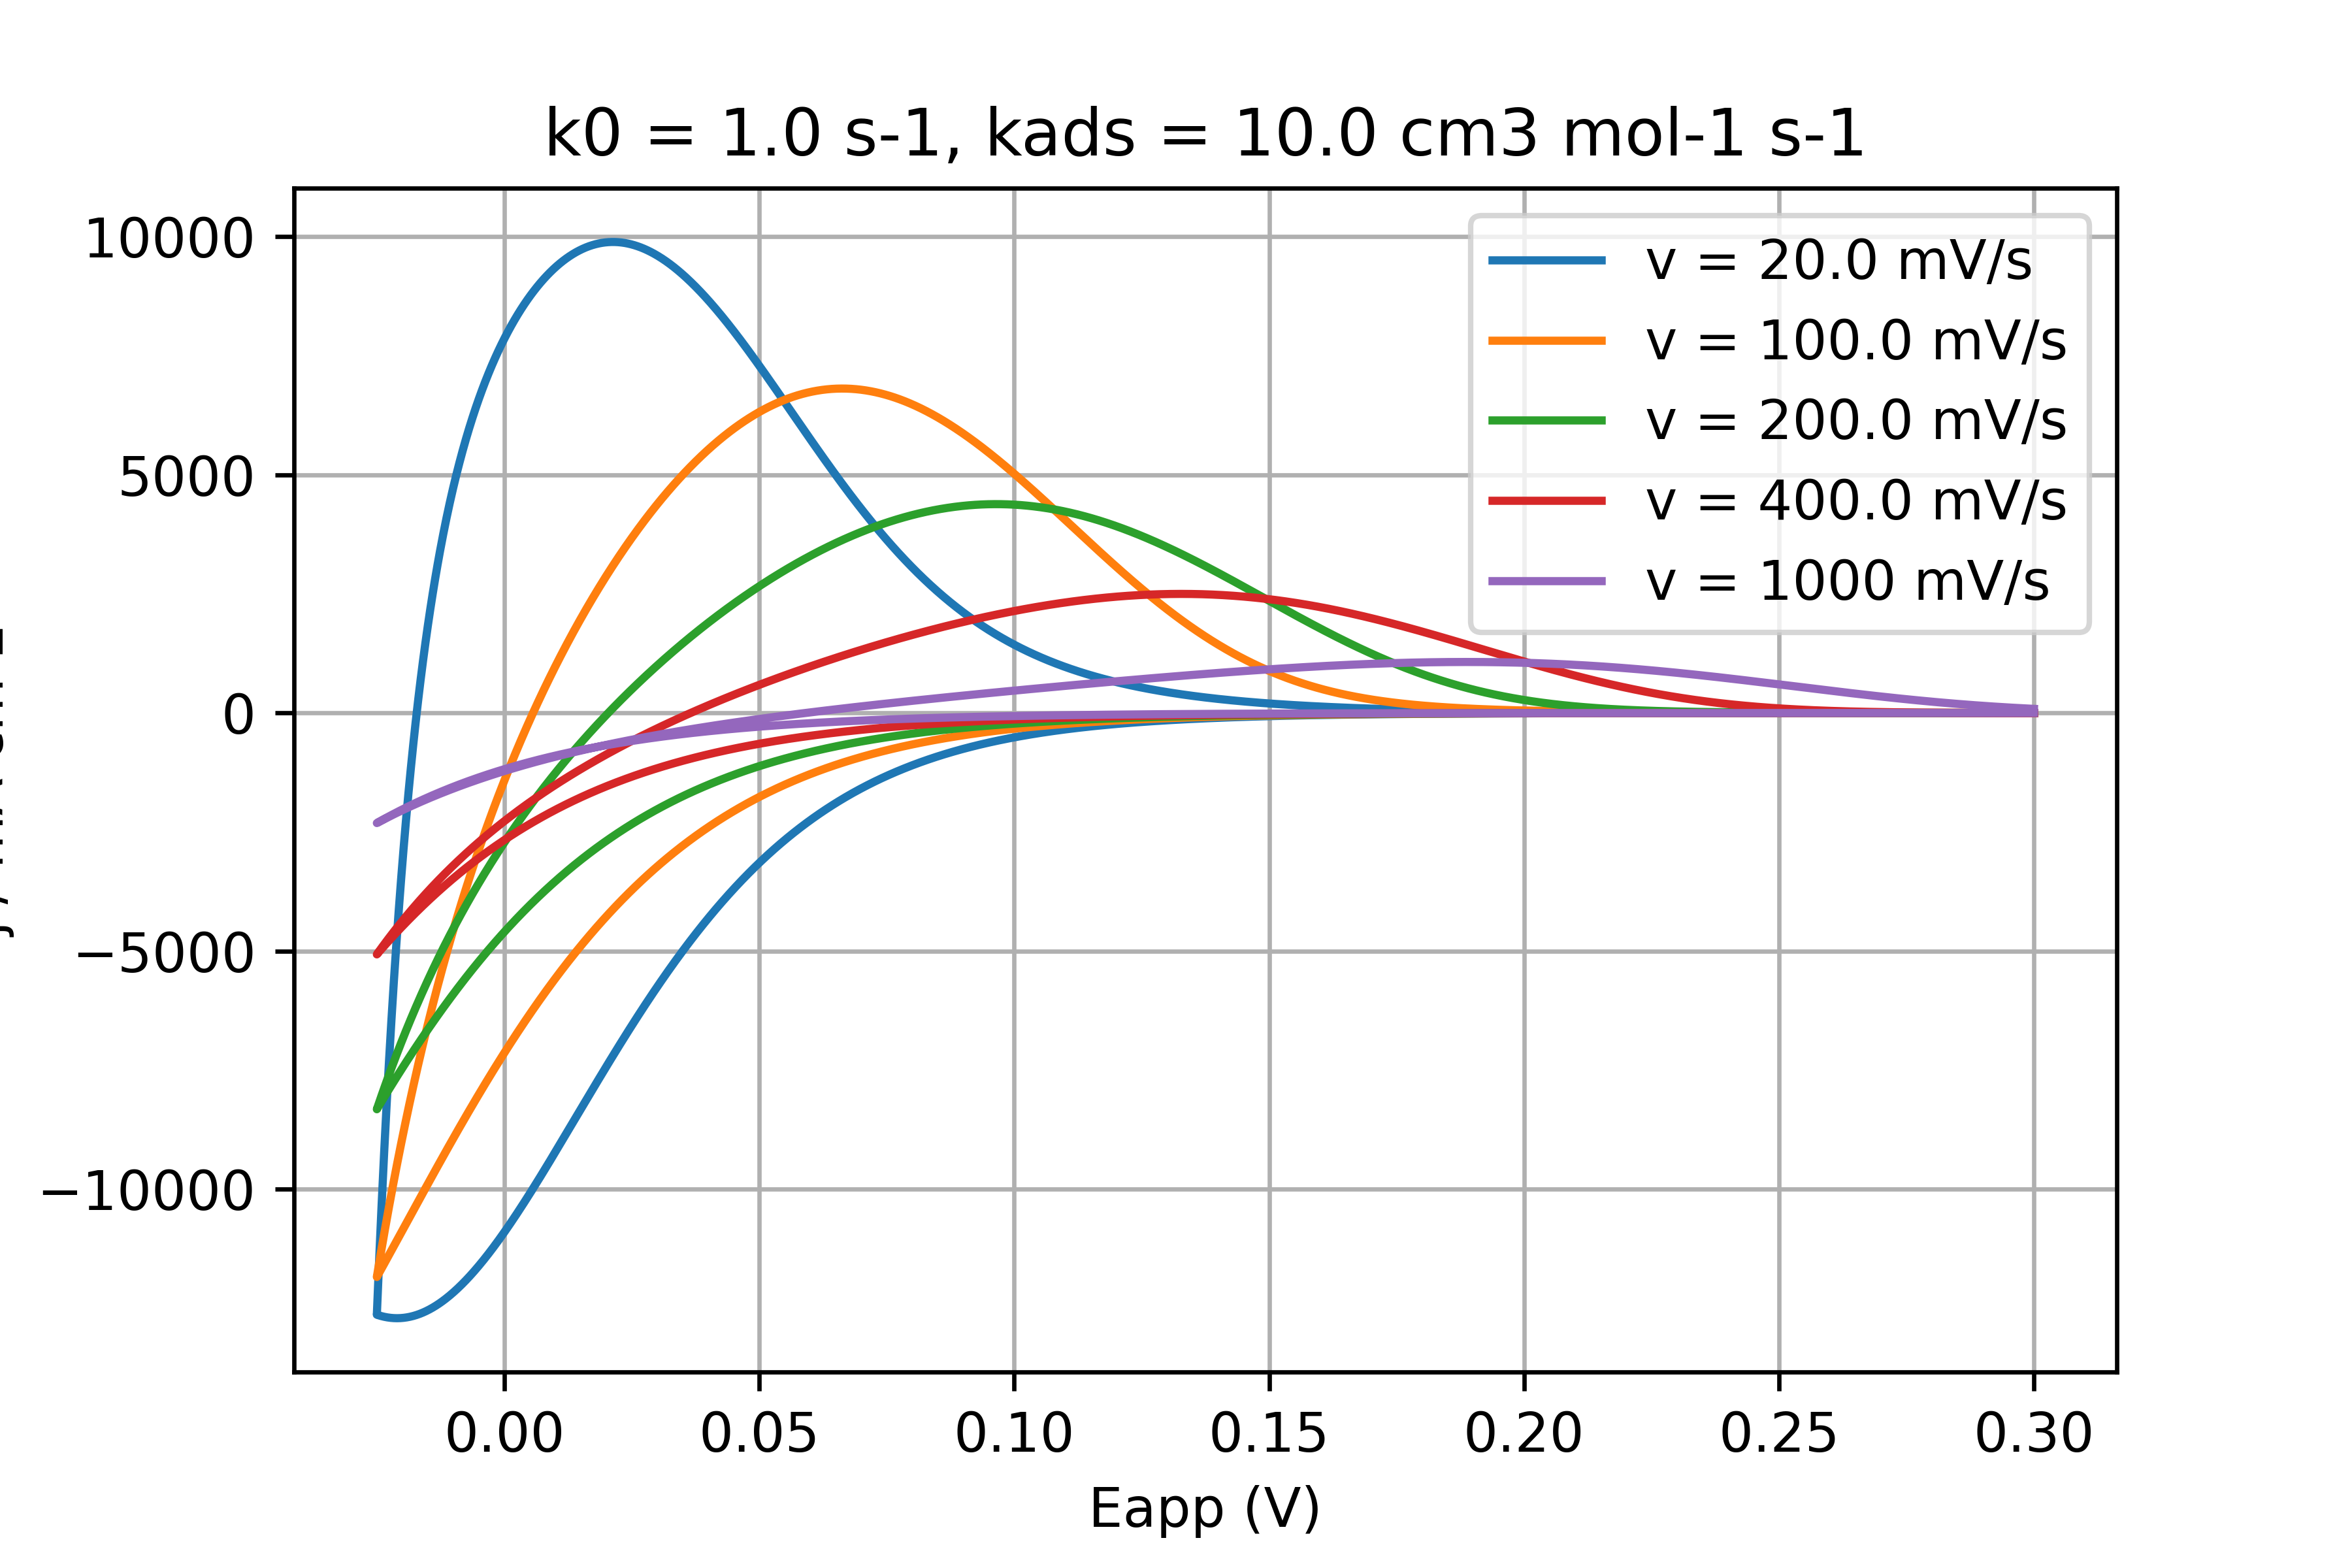 k0 = 1.0 s-1, kads = 10.0 cm3 mol-1 s-1
10000
5000
0
−5000
−10000
v = 20.0 mV/s
v = 100.0 mV/s
v = 200.0 mV/s
v = 400.0 mV/s
v = 1000 mV/s
0.00
0.05
0.10
0.15
0.20
0.25
0.30
Eapp (V)